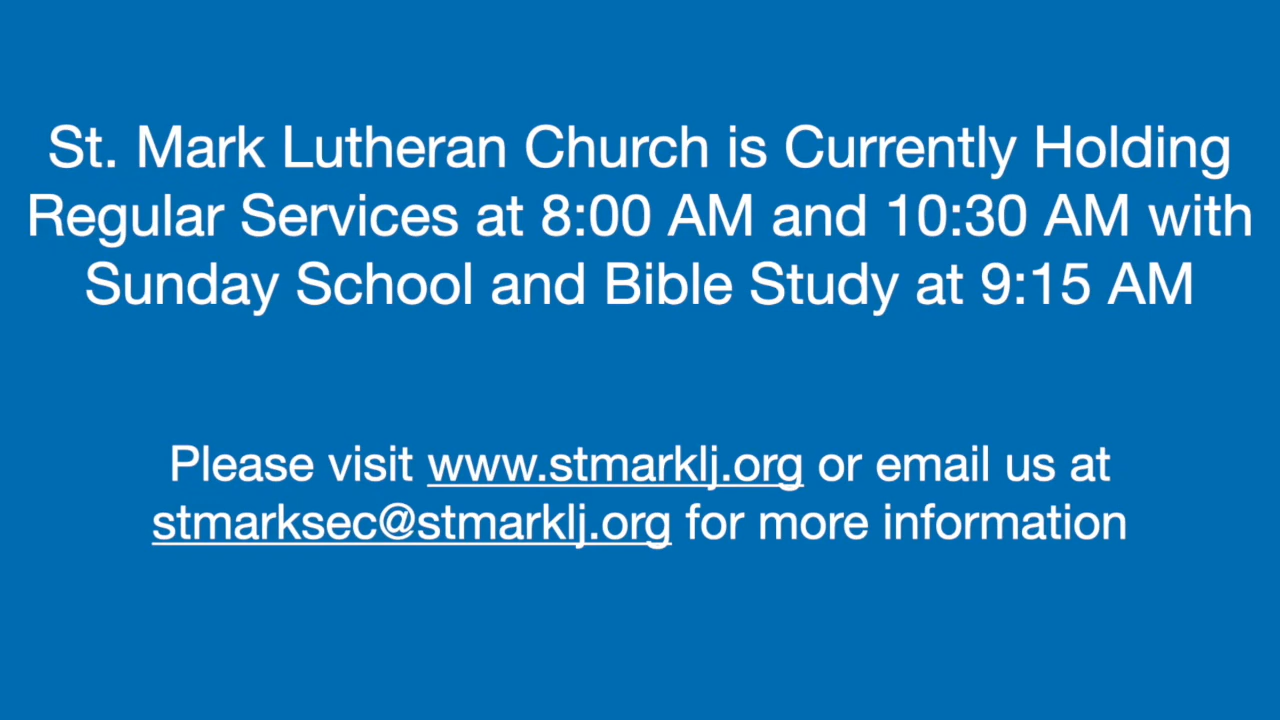 St. Mark Lutheran Church is Currently Holding
Regular Services at 8:00 AM and 10:30 AM with
Sunday School and Bible Study at 9:15 AM
Please visit www.stmarklj.org or email us at
stmarksec@stmarklj.org for more information